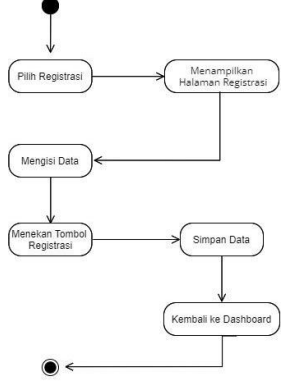 Pilih Registrasi
Menampilkan
Halaman Registrasi
Mengisi Data
Menekan Tombol
Registrasi
Simpan Data
Kembali ke Dashboard